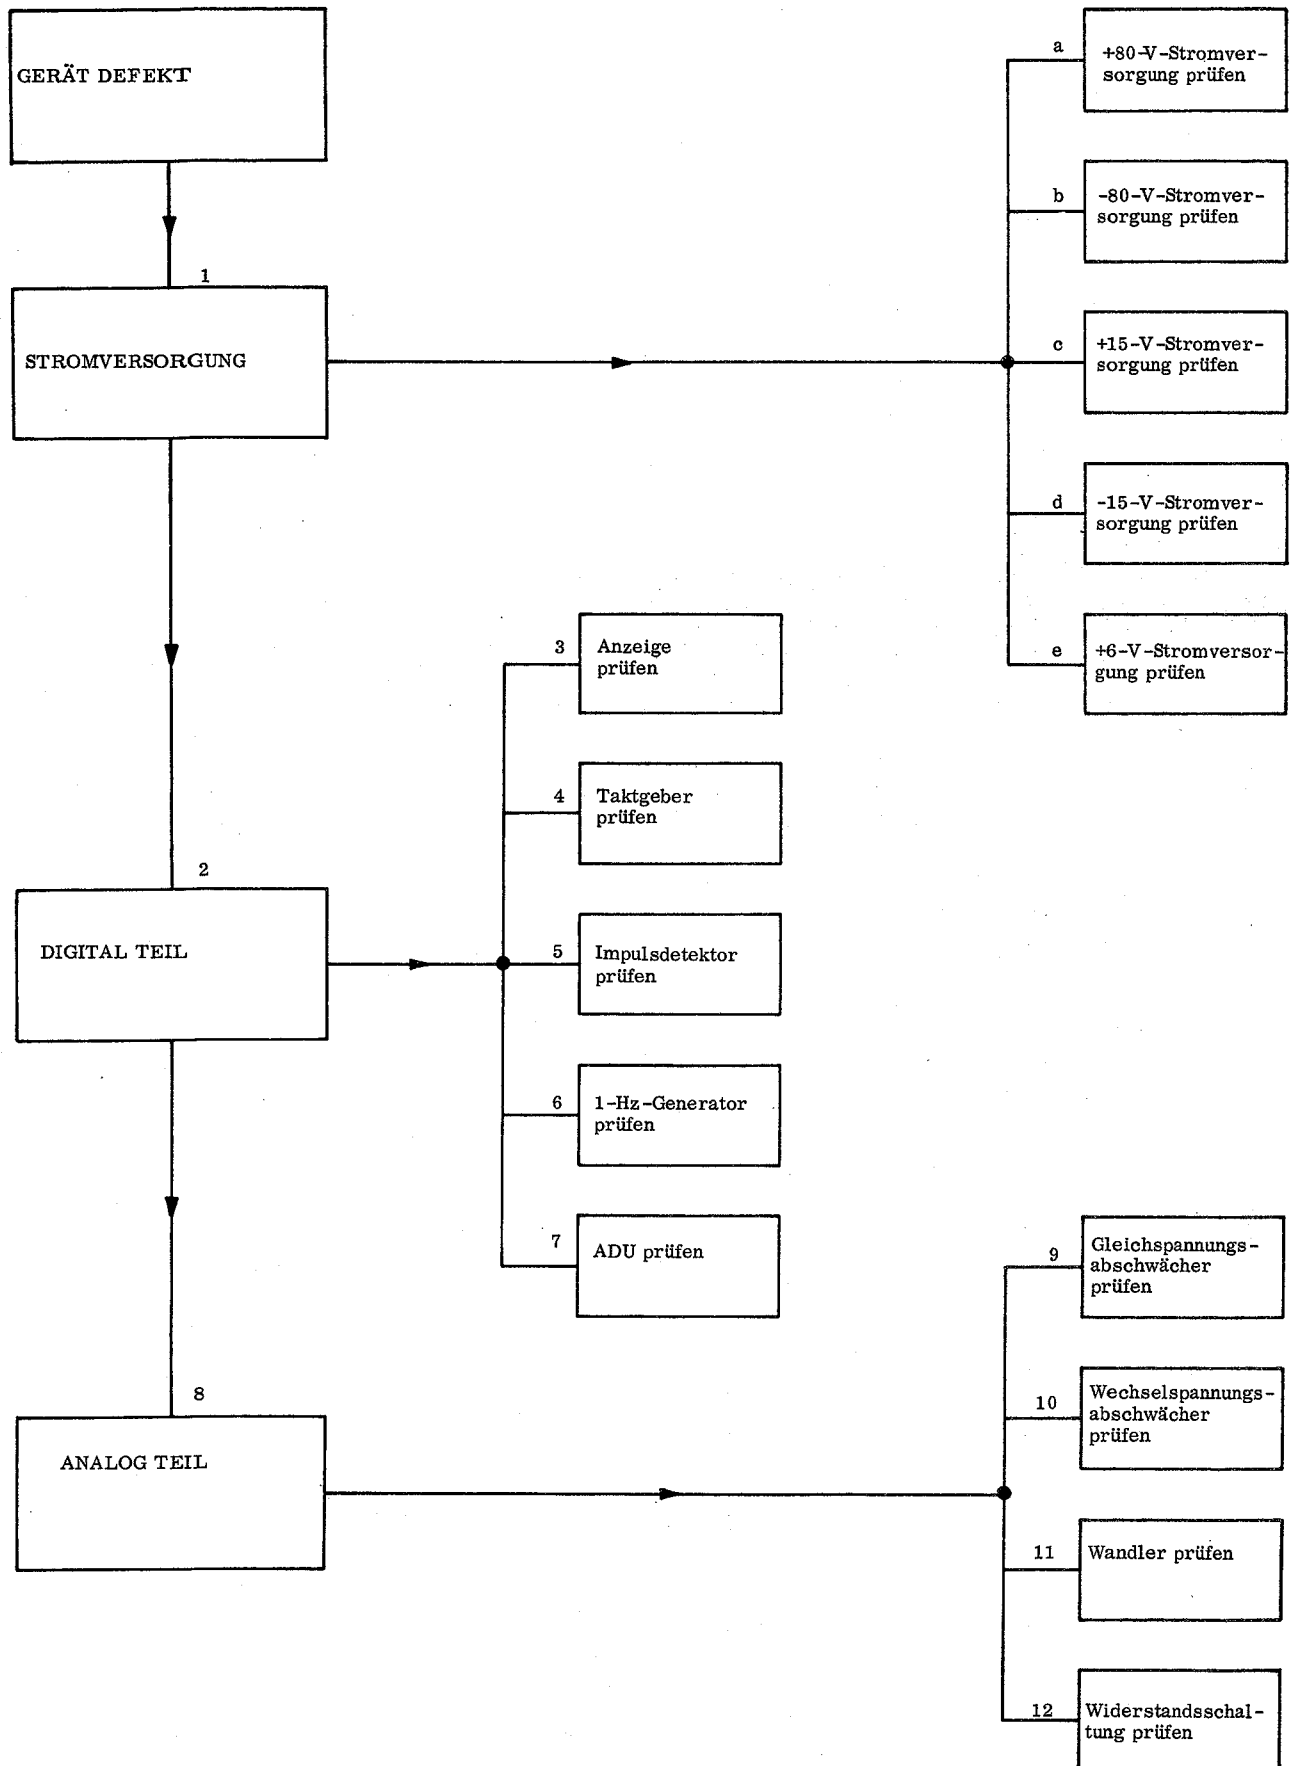 GERÄT DEFEKT
1
STROMVERSORGUNG
a
+80-V-Stromver-
sorgung prüfen
b
-80-V-Stromver-
sorgung prüfen
c
+15-V-Stromver-
sorgung prüfen
d
-15-V-Stromver-
sorgung prüfen
e
+6-V-Stromversor-
gung prüfen
2
DIGITAL TEIL
3
Anzeige
prüfen
4
Taktgeber
prüfen
5
Impulsdetektor
prüfen
6
1-Hz-Generator
prüfen
7
ADU prüfen
8
ANALOG TEIL
9
Gleichspannungs-
abschwächer
prüfen
10
Wechselspannungs-
abschwächer
prüfen
11
Wandler prüfen
12
Widerstandsschal-
tung prüfen